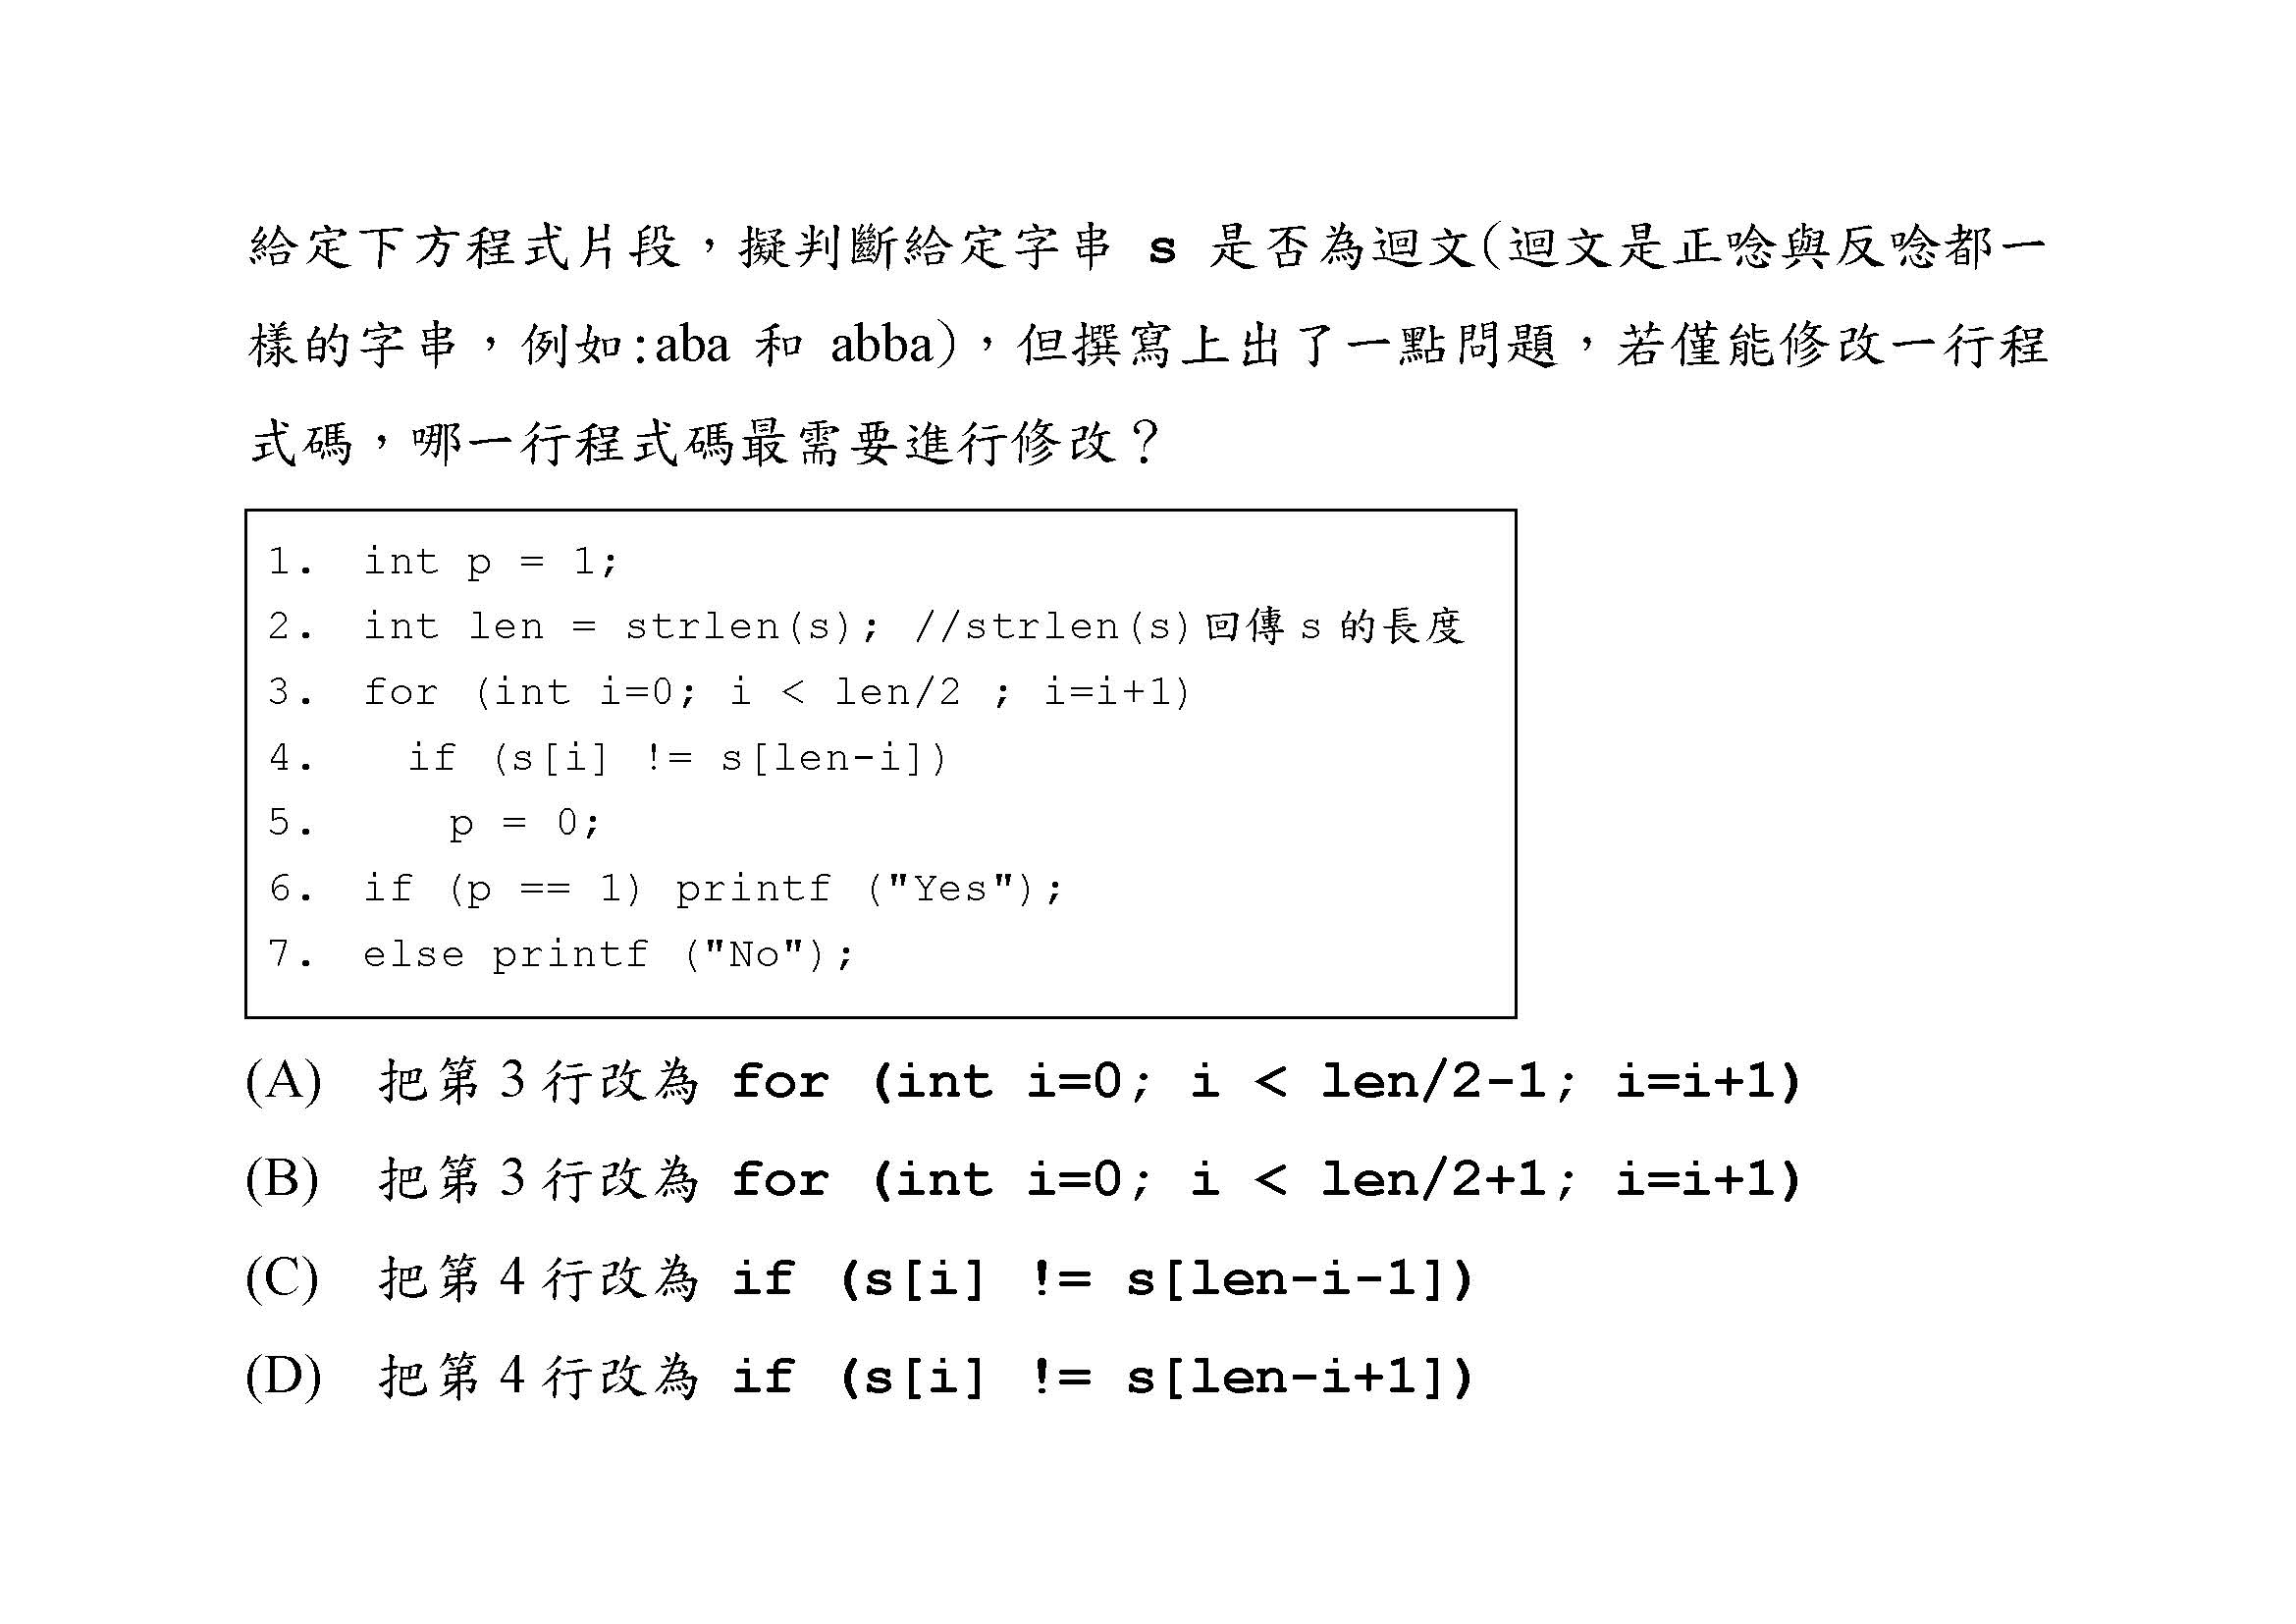 給定下方程式片段，擬判斷給定字串 s 是否為迴文(迴文是正唸與反唸都一
樣的字串，例如:aba 和 abba)，但撰寫上出了一點問題，若僅能修改一行程
式碼，哪一行程式碼最需要進行修改？
1. int p = 1;
2. int len = strlen(s); //strlen(s)回傳 s 的長度
3. for (int i=0; i < len/2 ; i=i+1)
4. if (s[i] != s[len-i])
5. p = 0;
6. if (p == 1) printf ("Yes");
7. else printf ("No");
(A) 把第 3 行改為 for (int i=0; i < len/2-1; i=i+1)
(B) 把第 3 行改為 for (int i=0; i < len/2+1; i=i+1)
(C) 把第 4 行改為 if (s[i] != s[len-i-1])
(D) 把第 4 行改為 if (s[i] != s[len-i+1])